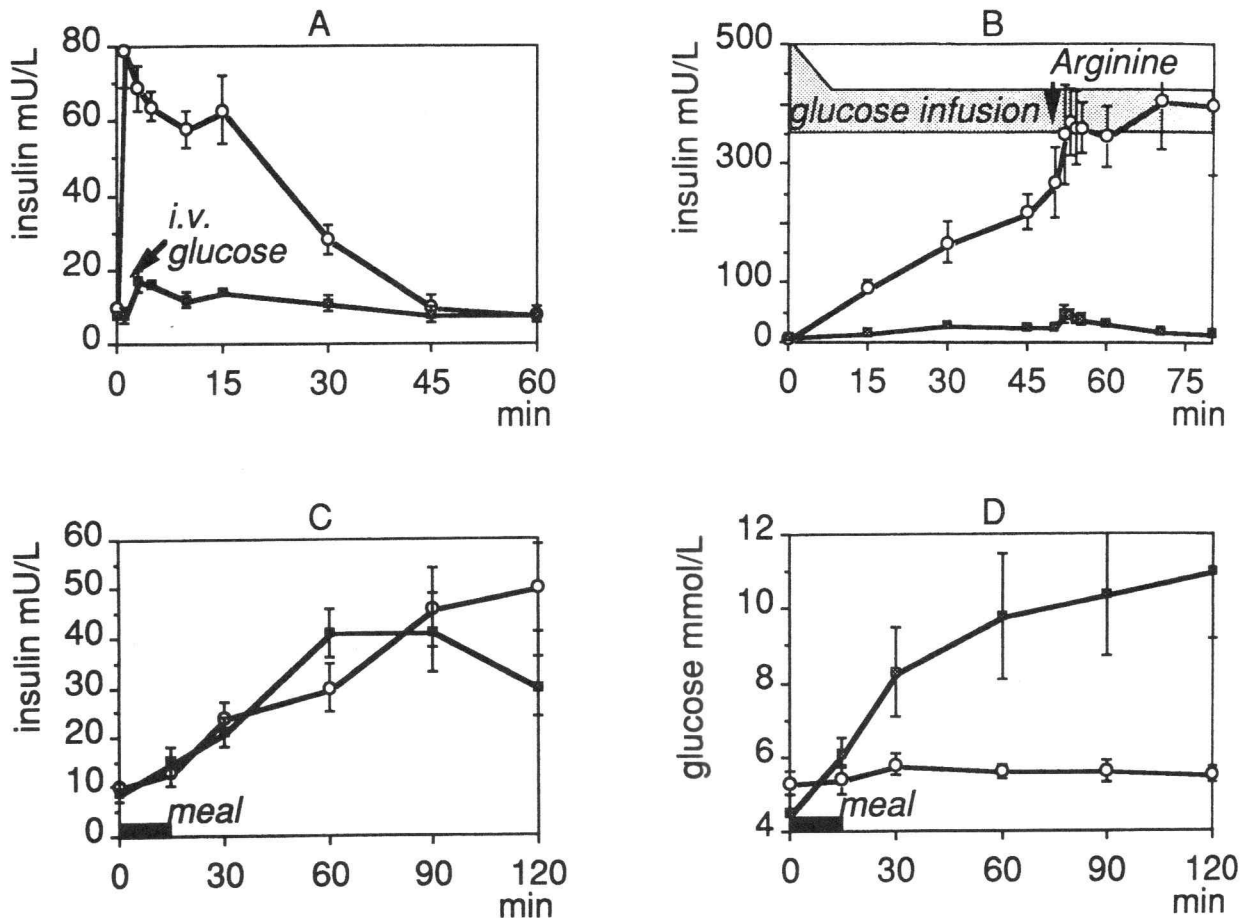 A
insulin mU/L
80
60
40
20
0
i.v.
glucose
0 15 30 45 60
min
B
insulin mU/L
500
300
100
0
Arginine
glucose infusion
0 15 30 45 60 75
min
C
insulin mU/L
60
50
40
30
20
10
0
meal
0 30 60 90 120
min
D
glucose mmol/L
12
10
8
6
4
meal
0 30 60 90 120
min